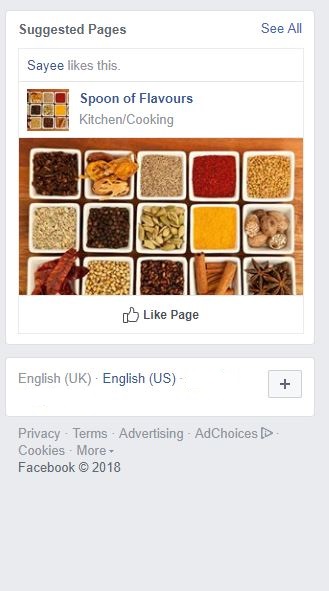 Suggested Pages
See All
Sayee likes this.
Spoon of Flavours
Kitchen/Cooking
Like Page
English (UK) · English (US) ·
+
Privacy · Terms · Advertising · AdChoices ·
Cookies · More
Facebook © 2018